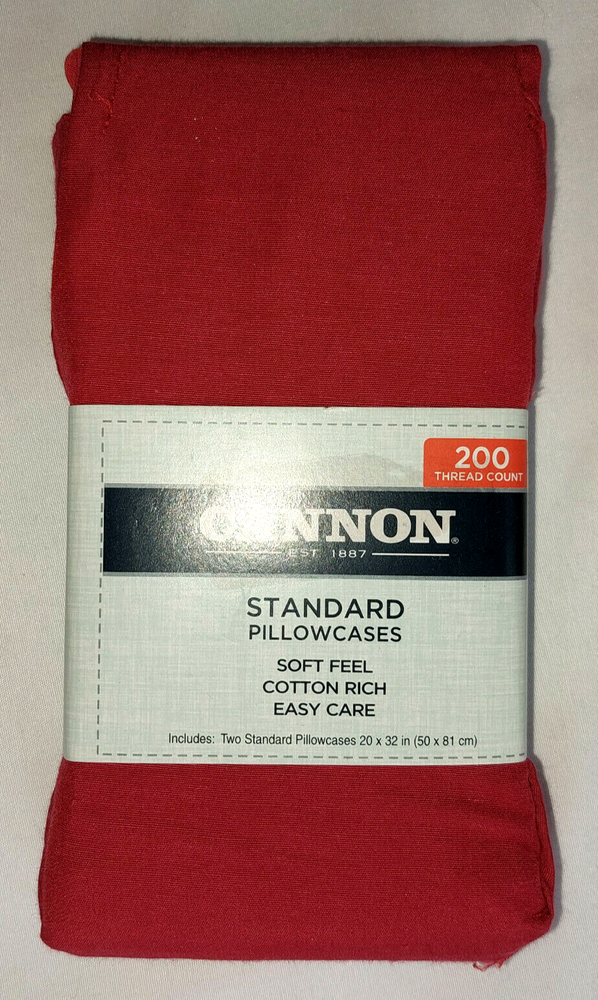 200
THREAD COUNT
CANNON®
EST. 1887
STANDARD
PILLOWCASES
SOFT FEEL
COTTON RICH
EASY CARE
Includes: Two Standard Pillowcases 20 x 32 in (50 x 81 cm)